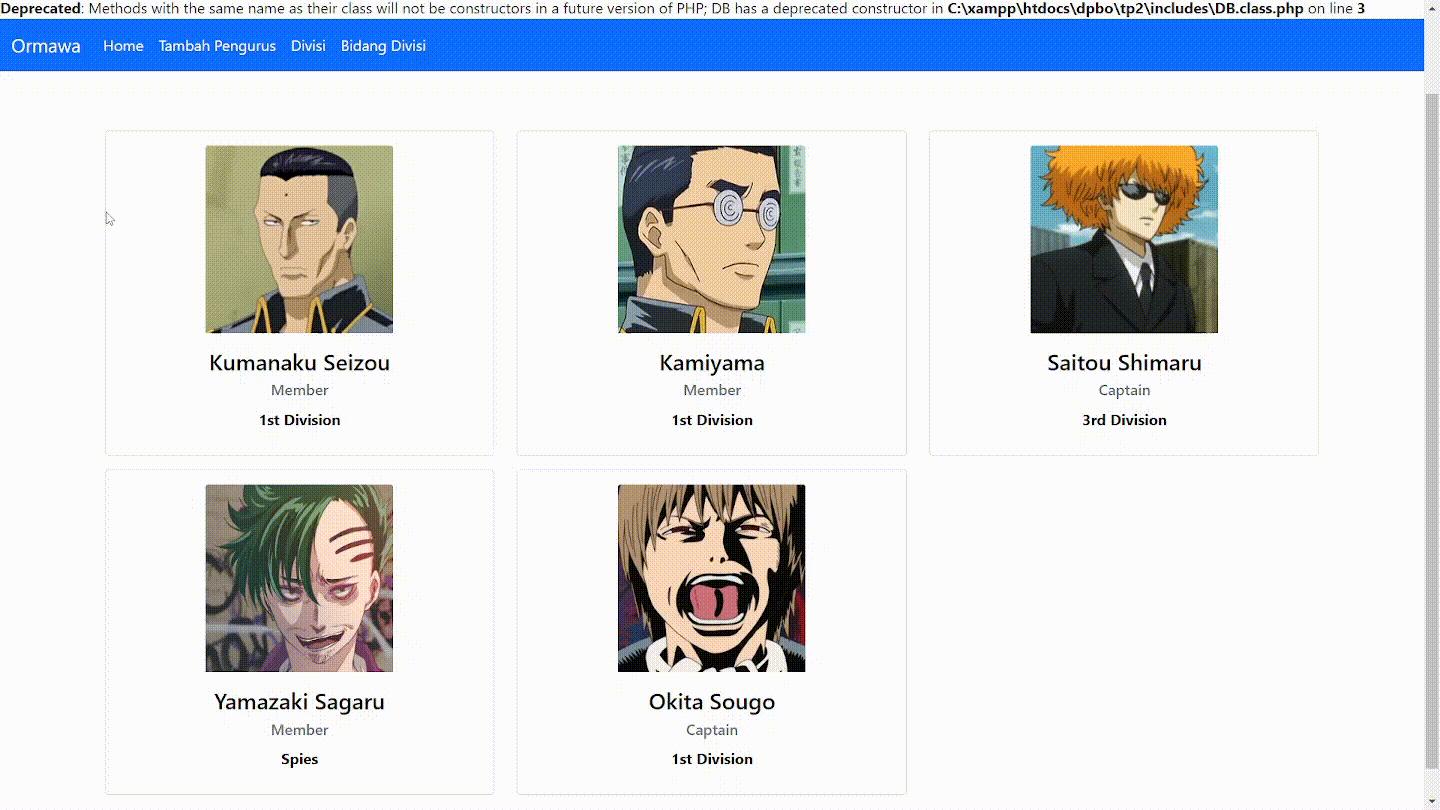 Deprecated: Methods with the same name as their class will not be constructors in a future version of PHP; DB has a deprecated constructor in C:\xampp\htdocs\dpbo\tp2\includes\DB.class.php on line 3
Ormawa Home Tambah Pengurus Divisi Bidang Divisi
Kumanaku Seizou
Member
1st Division
Kamiyama
Member
1st Division
Saitou Shimaru
Captain
3rd Division
Yamazaki Sagaru
Member
Spies
Okita Sougo
Captain
1st Division